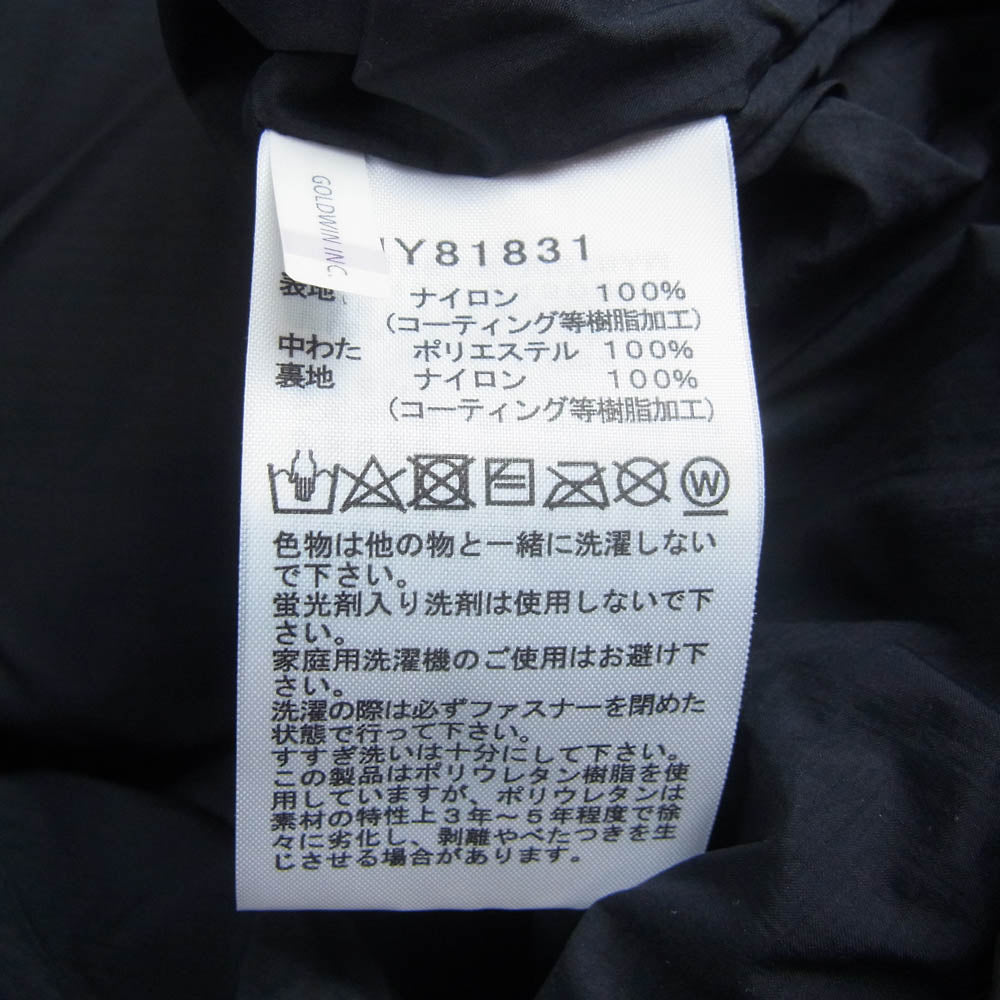 GOLDWIN INC.
Y81831
表地 ナイロン 100%
(コーティング等樹脂加工)
中わた ポリエステル 100%
裏地 ナイロン 100%
(コーティング等樹脂加工)
W
色物は他の物と一緒に洗濯しない
で下さい。
蛍光剤入り洗剤は使用しないで下
さい。
家庭用洗濯機のご使用はお避け下
さい。
洗濯の際は必ずファスナーを閉めた
状態で行って下さい。
すすぎ洗いは十分にして下さい。
この製品はポリウレタン樹脂を使
用していますが、ポリウレタンは
素材の特性上3年〜5年程度で徐
々に劣化し、剥離やべたつきを生
じさせる場合があります。